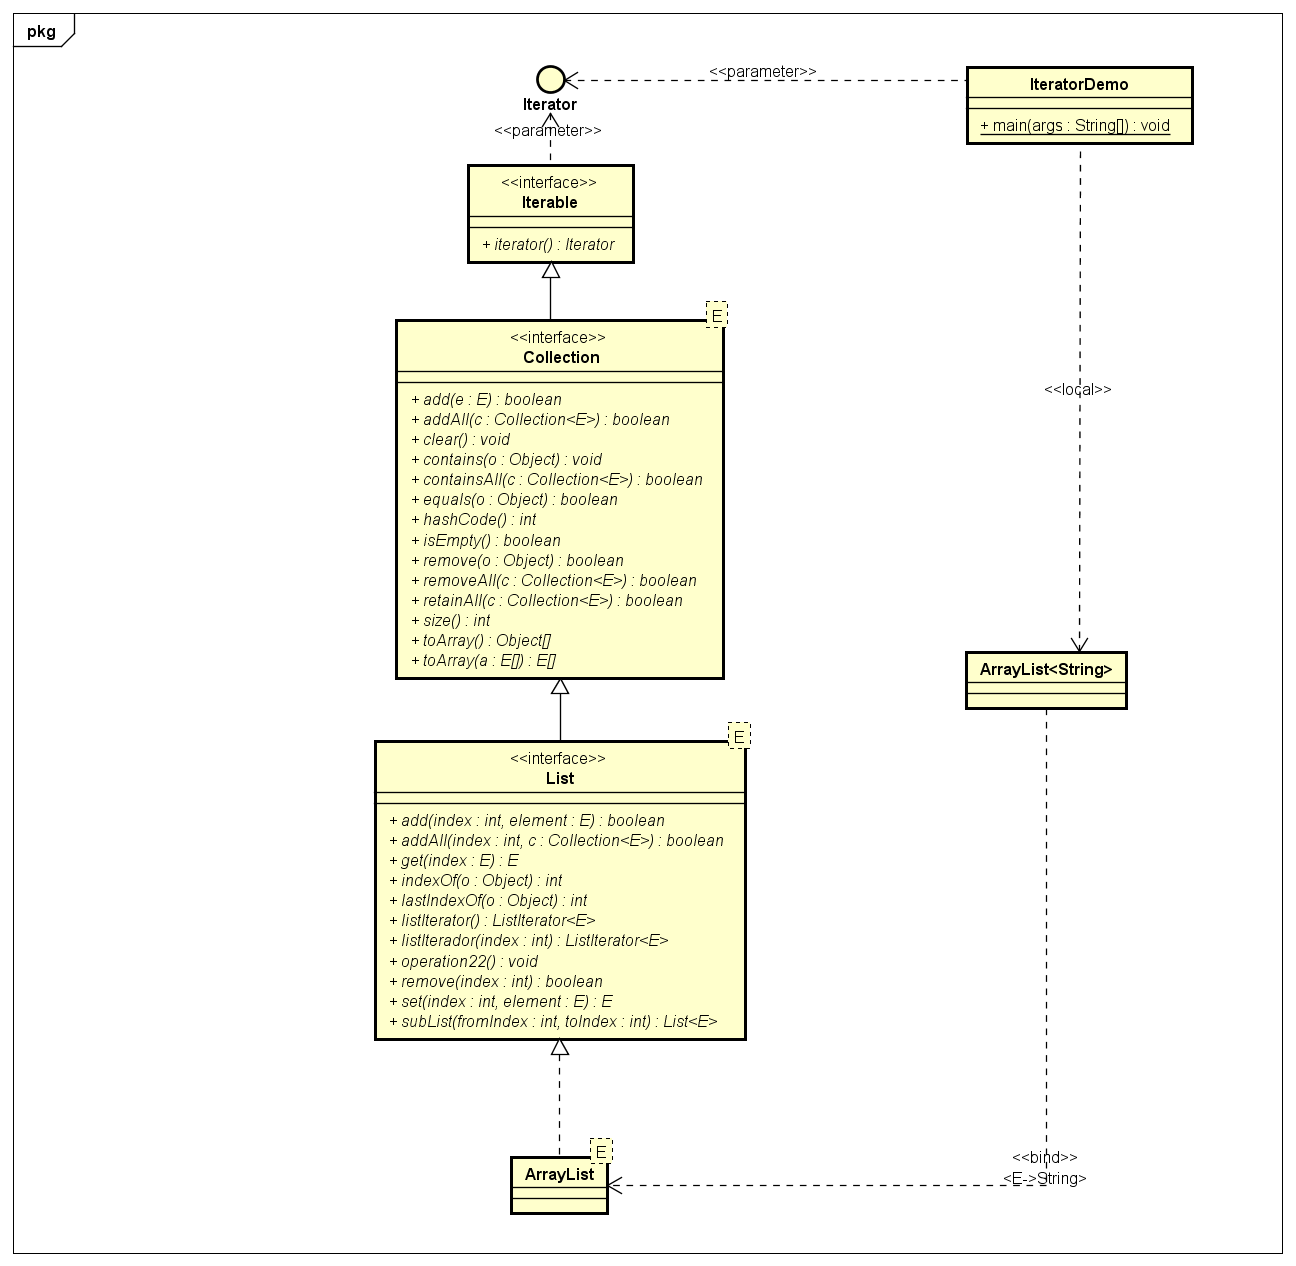 pkg
Iterator
<<parameter>>
<<parameter>>
IteratorDemo
+ main(args : String[]) : void
<<interface>>
Iterable
+ iterator() : Iterator
E
<<interface>>
Collection
+ add(e : E) : boolean
+ addAll(c : Collection<E>) : boolean
+ clear() : void
+ contains(o : Object) : void
+ containsAll(c : Collection<E>) : boolean
+ equals(o : Object) : boolean
+ hashCode() : int
+ isEmpty() : boolean
+ remove(o : Object) : boolean
+ removeAll(c : Collection<E>) : boolean
+ retainAll(c : Collection<E>) : boolean
+ size() : int
+ toArray() : Object[]
+ toArray(a : E[]) : E[]
<<local>>
ArrayList<String>
E
<<interface>>
List
+ add(index : int, element : E) : boolean
+ addAll(index : int, c : Collection<E>) : boolean
+ get(index : E) : E
+ indexOf(o : Object) : int
+ lastIndexOf(o : Object) : int
+ listIterator() : ListIterator<E>
+ listIterador(index : int) : ListIterator<E>
+ operation22() : void
+ remove(index : int) : boolean
+ set(index : int, element : E) : E
+ subList(fromIndex : int, toIndex : int) : List<E>
E
ArrayList
<<bind>>
<E->String>